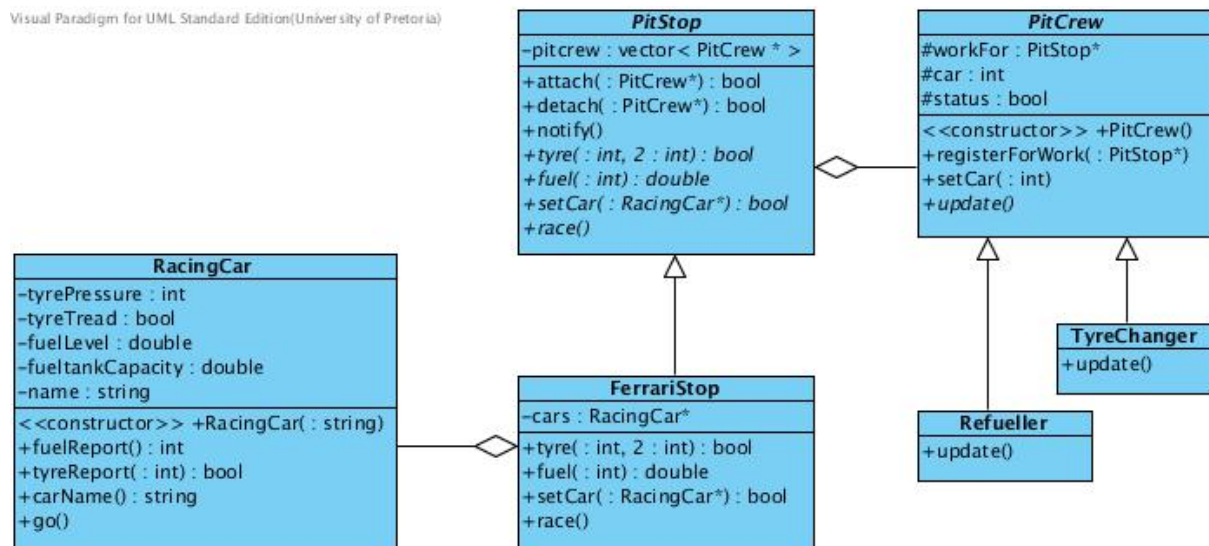 Visual Paradigm for UML Standard Edition(University of Pretoria)
PitStop
-pitcrew : vector< PitCrew * >
+attach( : PitCrew*) : bool
+detach( : PitCrew*) : bool
+notify()
+tyre( : int, 2 : int) : bool
+fuel( : int) : double
+setCar( : RacingCar*) : bool
+race()
PitCrew
#workFor : PitStop*
#car : int
#status : bool
<<constructor>> +PitCrew()
+registerForWork( : PitStop*)
+setCar( : int)
+update()
RacingCar
-tyrePressure : int
-tyreTread : bool
-fuelLevel : double
-fueltankCapacity : double
-name : string
<<constructor>> +RacingCar( : string)
+fuelReport() : int
+tyreReport( : int) : bool
+carName() : string
+go()
FerrariStop
-cars : RacingCar*
+tyre( : int, 2 : int) : bool
+fuel( : int) : double
+setCar( : RacingCar*) : bool
+race()
TyreChanger
+update()
Refueller
+update()